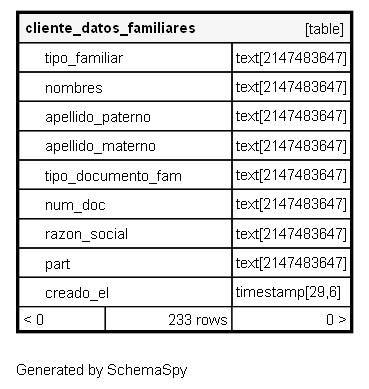 cliente_datos_familiares [table]
tipo_familiar text[2147483647]
nombres text[2147483647]
apellido_paterno text[2147483647]
apellido_materno text[2147483647]
tipo_documento_fam text[2147483647]
num_doc text[2147483647]
razon_social text[2147483647]
part text[2147483647]
creado_el timestamp[29,6]
< 0 233 rows 0 >
Generated by SchemaSpy